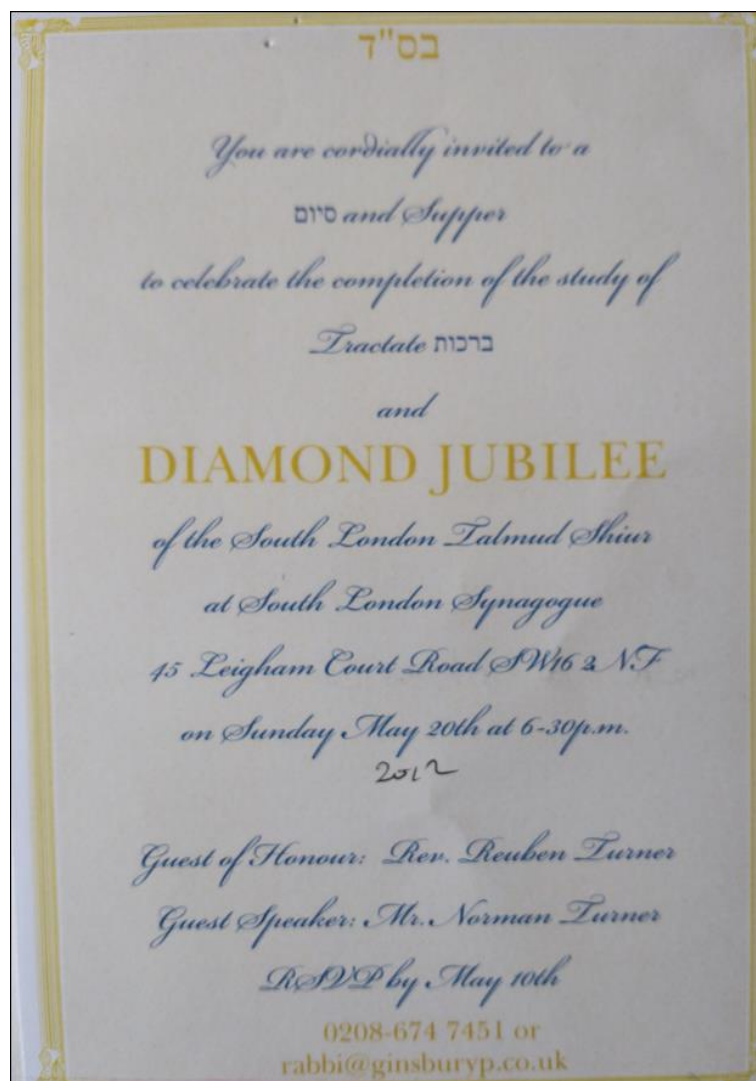 בס"ד
You are cordially invited to a
סיום and Supper
to celebrate the completion of the study of
Tractate ברכות
and
DIAMOND JUBILEE
of the South London Talmud Shiur
at South London Synagogue
45 Leigham Court Road SW16 2NF
on Sunday May 20th at 6-30p.m.
2012
Guest of Honour: Rev. Reuben Turner
Guest Speaker: Mr. Norman Turner
RSVP by May 10th
0208-674 7451 or
rabbi@ginsburyp.co.uk